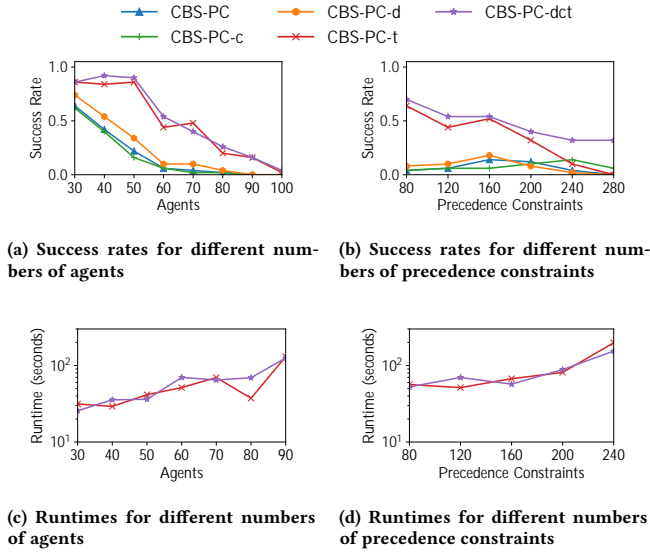 CBS-PC CBS-PC-d CBS-PC-dct
CBS-PC-c CBS-PC-t
1.0
0.5
0.0
Success Rate
30 40 50 60 70 80 90 100
Agents
1.0
0.5
0.0
Success Rate
80 120 160 200 240 280
Precedence Constraints
(a) Success rates for different num-
bers of agents
(b) Success rates for different num-
bers of precedence constraints
10²
10¹
Runtime (seconds)
30 40 50 60 70 80 90
Agents
10²
10¹
Runtime (seconds)
80 120 160 200 240
Precedence Constraints
(c) Runtimes for different numbers
of agents
(d) Runtimes for different numbers
of precedence constraints